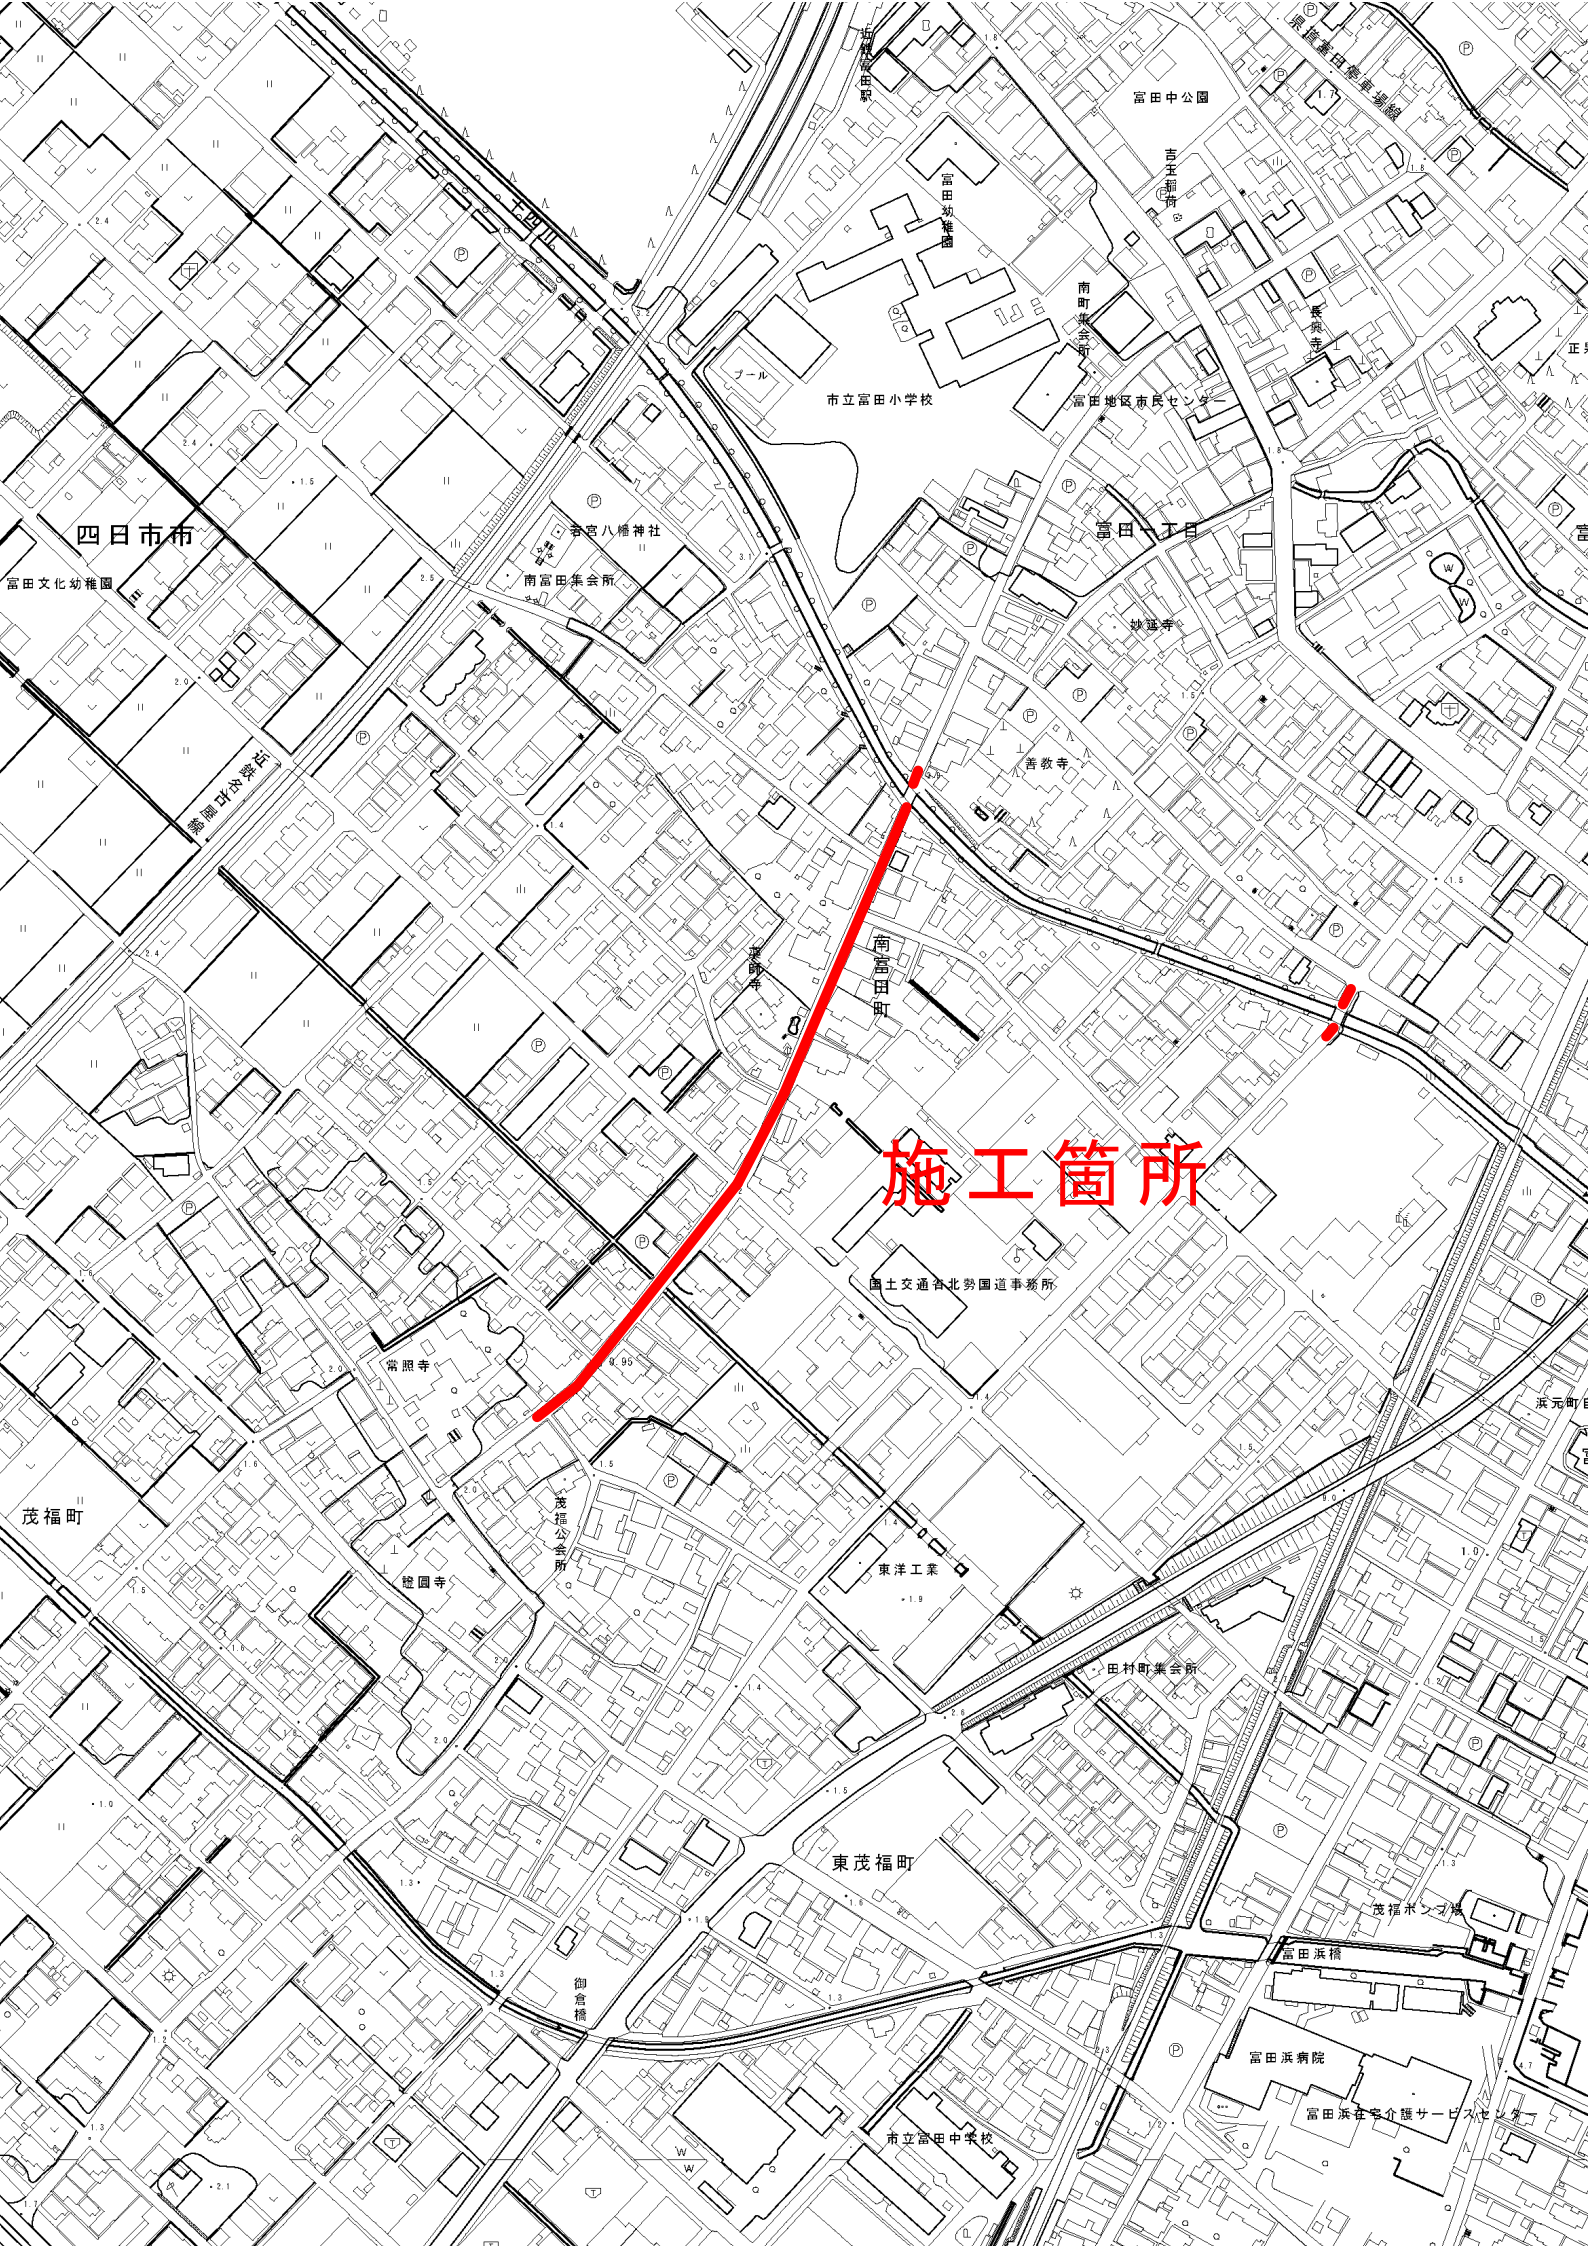 近鉄富田駅
県道富田停車場線
富田中公園
吉玉稲荷
富田幼稚園
十四川
南町集会所
長興寺
プール
市立富田小学校
富田地区市民センター
四日市市
若宮八幡神社
富田一丁目
富田文化幼稚園
南富田集会所
妙延寺
善教寺
近鉄名古屋線
薬師寺
南富田町
施工箇所
国土交通省北勢国道事務所
常照寺
0.95
茂福町
茂福公会所
東洋工業
證圓寺
田村町集会所
東茂福町
茂福ポンプ場
富田浜橋
御倉橋
富田浜病院
富田浜在宅介護サービスセンター
市立富田中学校